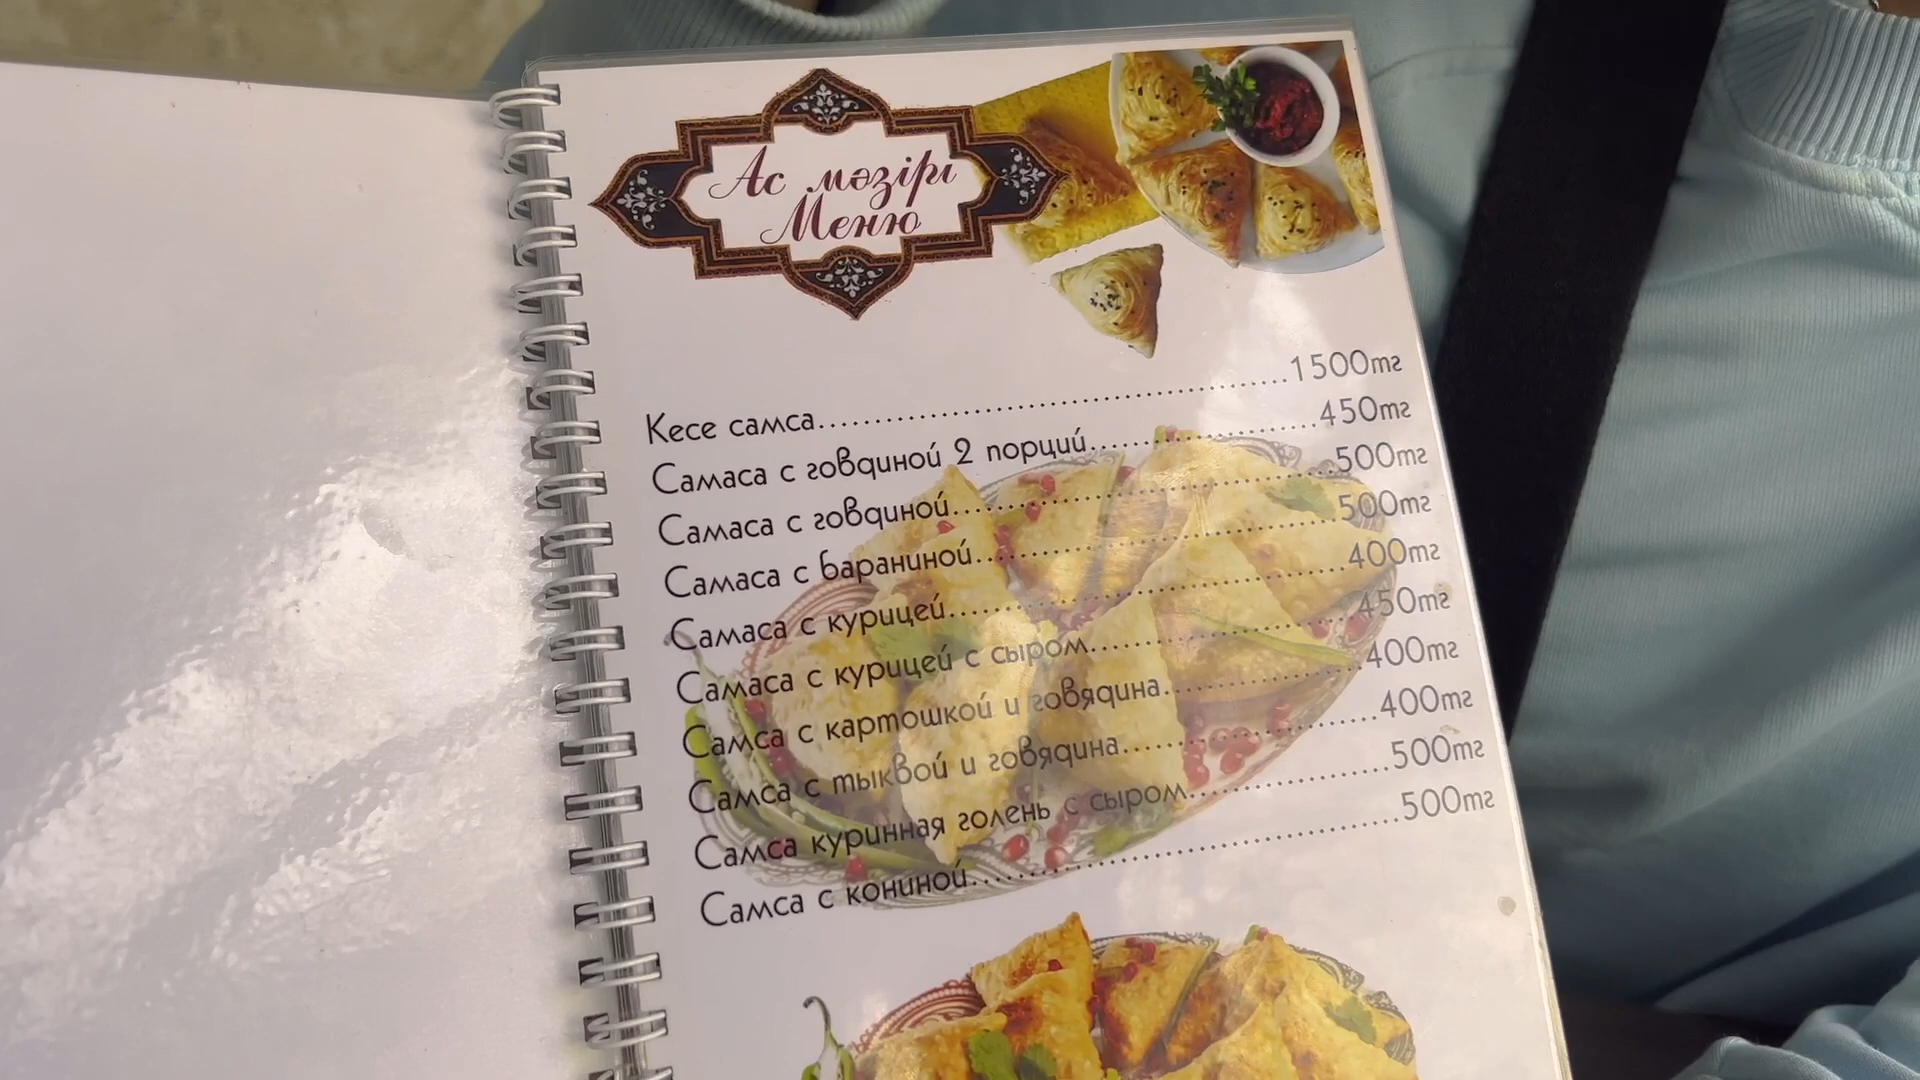 Ас мәзірі
Меню
Кесе самса 1500тг
Самаса с говдиной 2 порций 450тг
Самаса с говдиной 500тг
Самаса с бараниной 500тг
Самаса с курицей 400тг
Самаса с курицей с сыром 450тг
Самса с картошкой и говядина 400тг
Самса с тыквой и говядина 400тг
Самса куринная голень с сыром 500тг
Самса с кониной 500тг